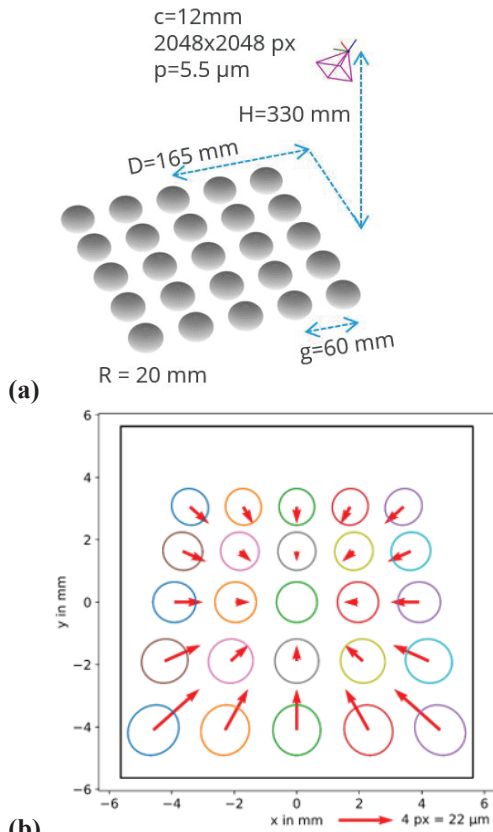 c=12mm
2048x2048 px
p=5.5 μm
H=330 mm
D=165 mm
g=60 mm
R = 20 mm
(a)
6
4
2
0
−2
−4
−6
y in mm
−6 −4 −2 0 2 4 6
x in mm 4 px = 22 μm
(b)